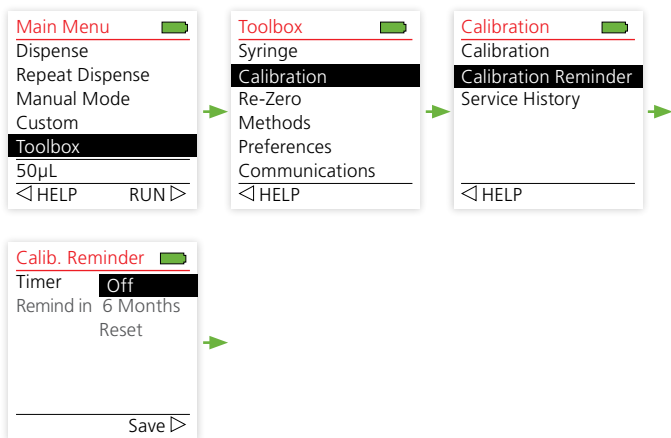 Main Menu
Dispense
Repeat Dispense
Manual Mode
Custom
Toolbox
50µL
◁ HELP RUN ▷
Toolbox
Syringe
Calibration
Re-Zero
Methods
Preferences
Communications
◁ HELP
Calibration
Calibration
Calibration Reminder
Service History
◁ HELP
Calib. Reminder
Timer Off
Remind in 6 Months
Reset
Save ▷